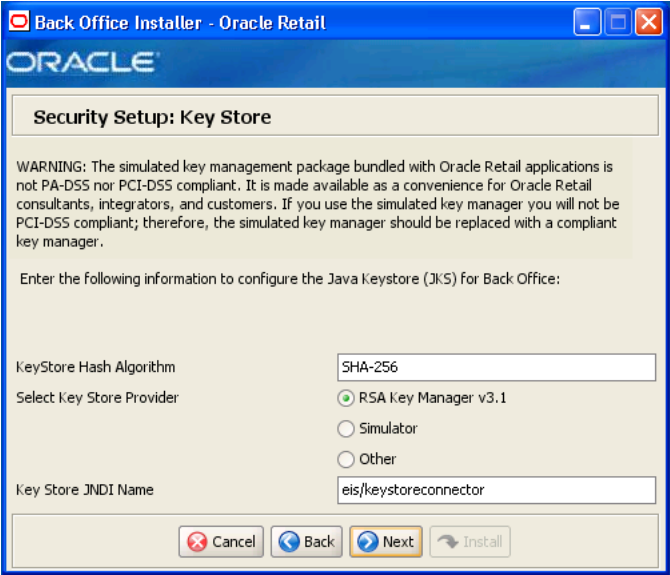 Back Office Installer - Oracle Retail
ORACLE
Security Setup: Key Store
WARNING: The simulated key management package bundled with Oracle Retail applications is
not PA-DSS nor PCI-DSS compliant. It is made available as a convenience for Oracle Retail
consultants, integrators, and customers. If you use the simulated key manager you will not be
PCI-DSS compliant; therefore, the simulated key manager should be replaced with a compliant
key manager.
Enter the following information to configure the Java Keystore (JKS) for Back Office:
KeyStore Hash Algorithm SHA-256
Select Key Store Provider RSA Key Manager v3.1
Simulator
Other
Key Store JNDI Name eis/keystoreconnector
Cancel Back Next Install